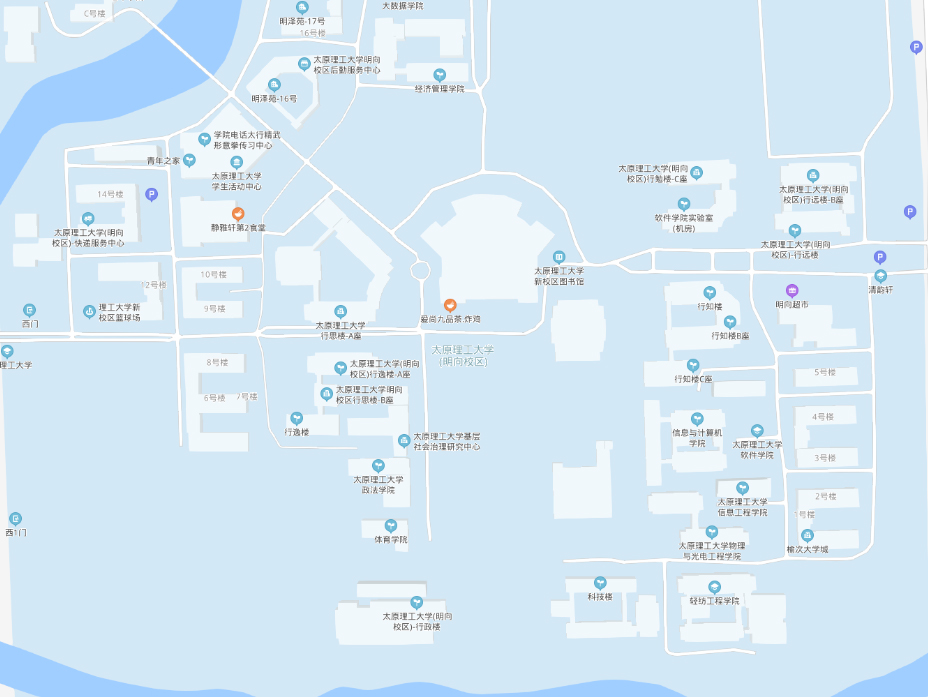 大数据学院
C号楼
明泽苑-17号
16号楼
太原理工大学明向
校区后勤服务中心
经济管理学院
明泽苑-16号
学院电话太行精武
形意拳传习中心
青年之家
太原理工大学
学生活动中心
太原理工大学(明向
校区)行勉楼-C座
太原理工大学(明向
校区)行远楼-B座
14号楼
P
P
P
P
静雅轩第2食堂
太原理工大学(明向
校区)-快递服务中心
软件学院实验室
(机房)
太原理工大学(明向
校区)-行远楼
太原理工大学
新校区图书馆
10号楼
12号楼
清韵轩
9号楼
理工大学新
校区篮球场
西门
爱尚九品茶.炸鸡
行知楼
明向超市
太原理工大学
行思楼-A座
行知楼B座
太原理工大学
(明向校区)
理工大学
8号楼
太原理工大学(明向
校区)行逸楼-A座
行知楼C座
5号楼
6号楼
7号楼
太原理工大学明向
校区行思楼-B座
4号楼
行逸楼
信息与计算机
学院
太原理工大学
软件学院
太原理工大学基层
社会治理研究中心
3号楼
太原理工大学
政法学院
2号楼
太原理工大学
信息工程学院
1号楼
西1门
体育学院
太原理工大学物理
与光电工程学院
榆次大学城
科技楼
轻纺工程学院
太原理工大学(明向
校区)-行政楼